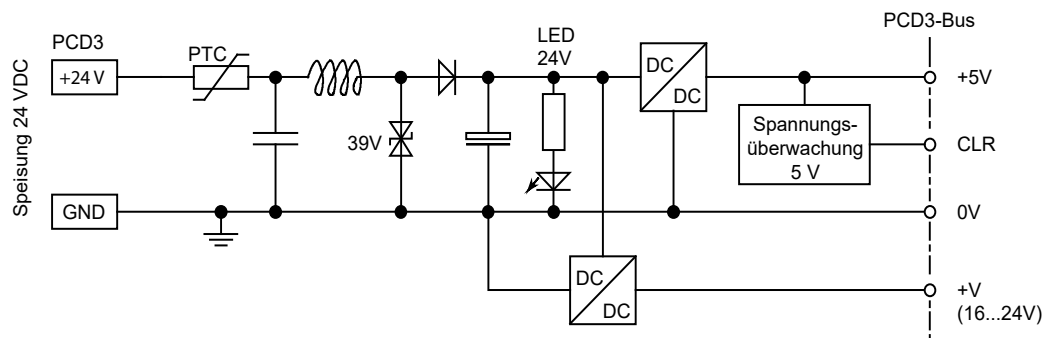 PCD3-Bus
Speisung 24 VDC
PCD3
+24 V
PTC
LED
24V
DC
DC
+5V
39V
Spannungs-
überwachung
5 V
CLR
GND
0V
DC
DC
+V
(16...24V)